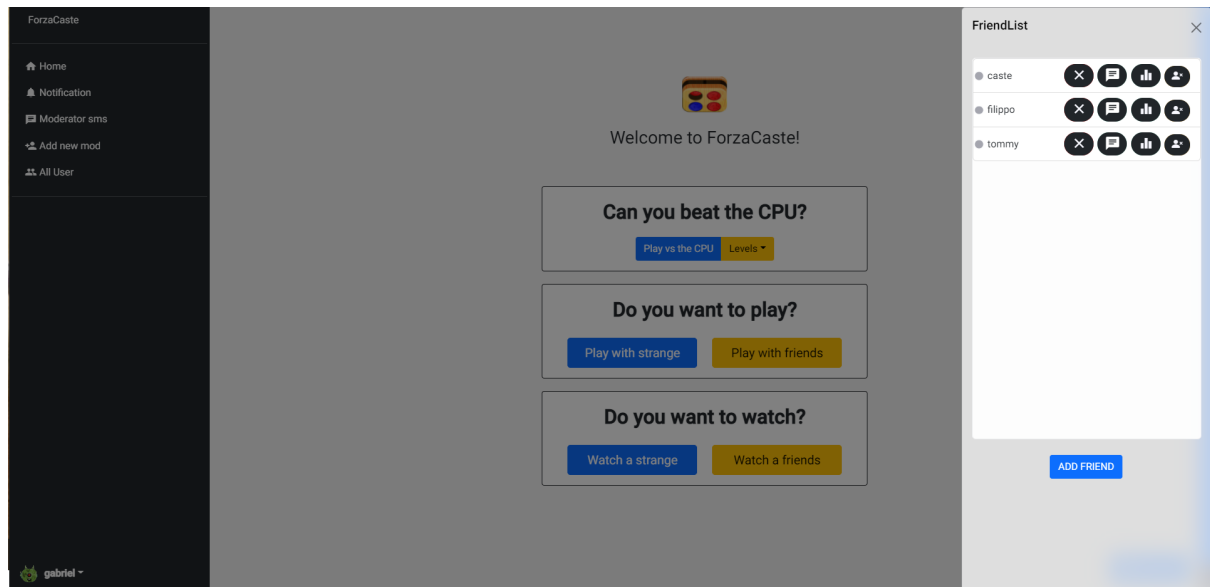 ForzaCaste
Home
Notification
Moderator sms
Add new mod
All User
gabriel
Welcome to ForzaCaste!
Can you beat the CPU?
Play vs the CPU Levels
Do you want to play?
Play with strange Play with friends
Do you want to watch?
Watch a strange Watch a friends
FriendList
caste
filippo
tommy
ADD FRIEND